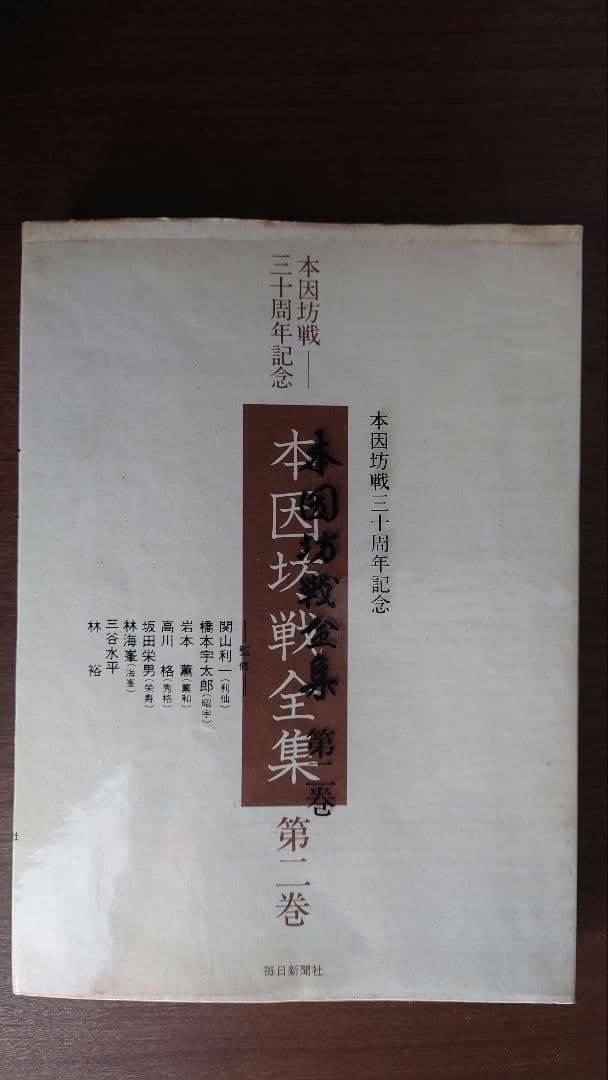 本因坊戦三十周年記念
本因坊戦全集 第二巻
本因坊戦―
三十周年記念
本因坊戦全集
第二巻
監修
関山利一(利仙)
橋本宇太郎(昭宇)
岩本 薫(薫和)
高川 格(秀格)
坂田栄男(栄寿)
林海峯(海峯)
三谷水平
林 裕
毎日新聞社